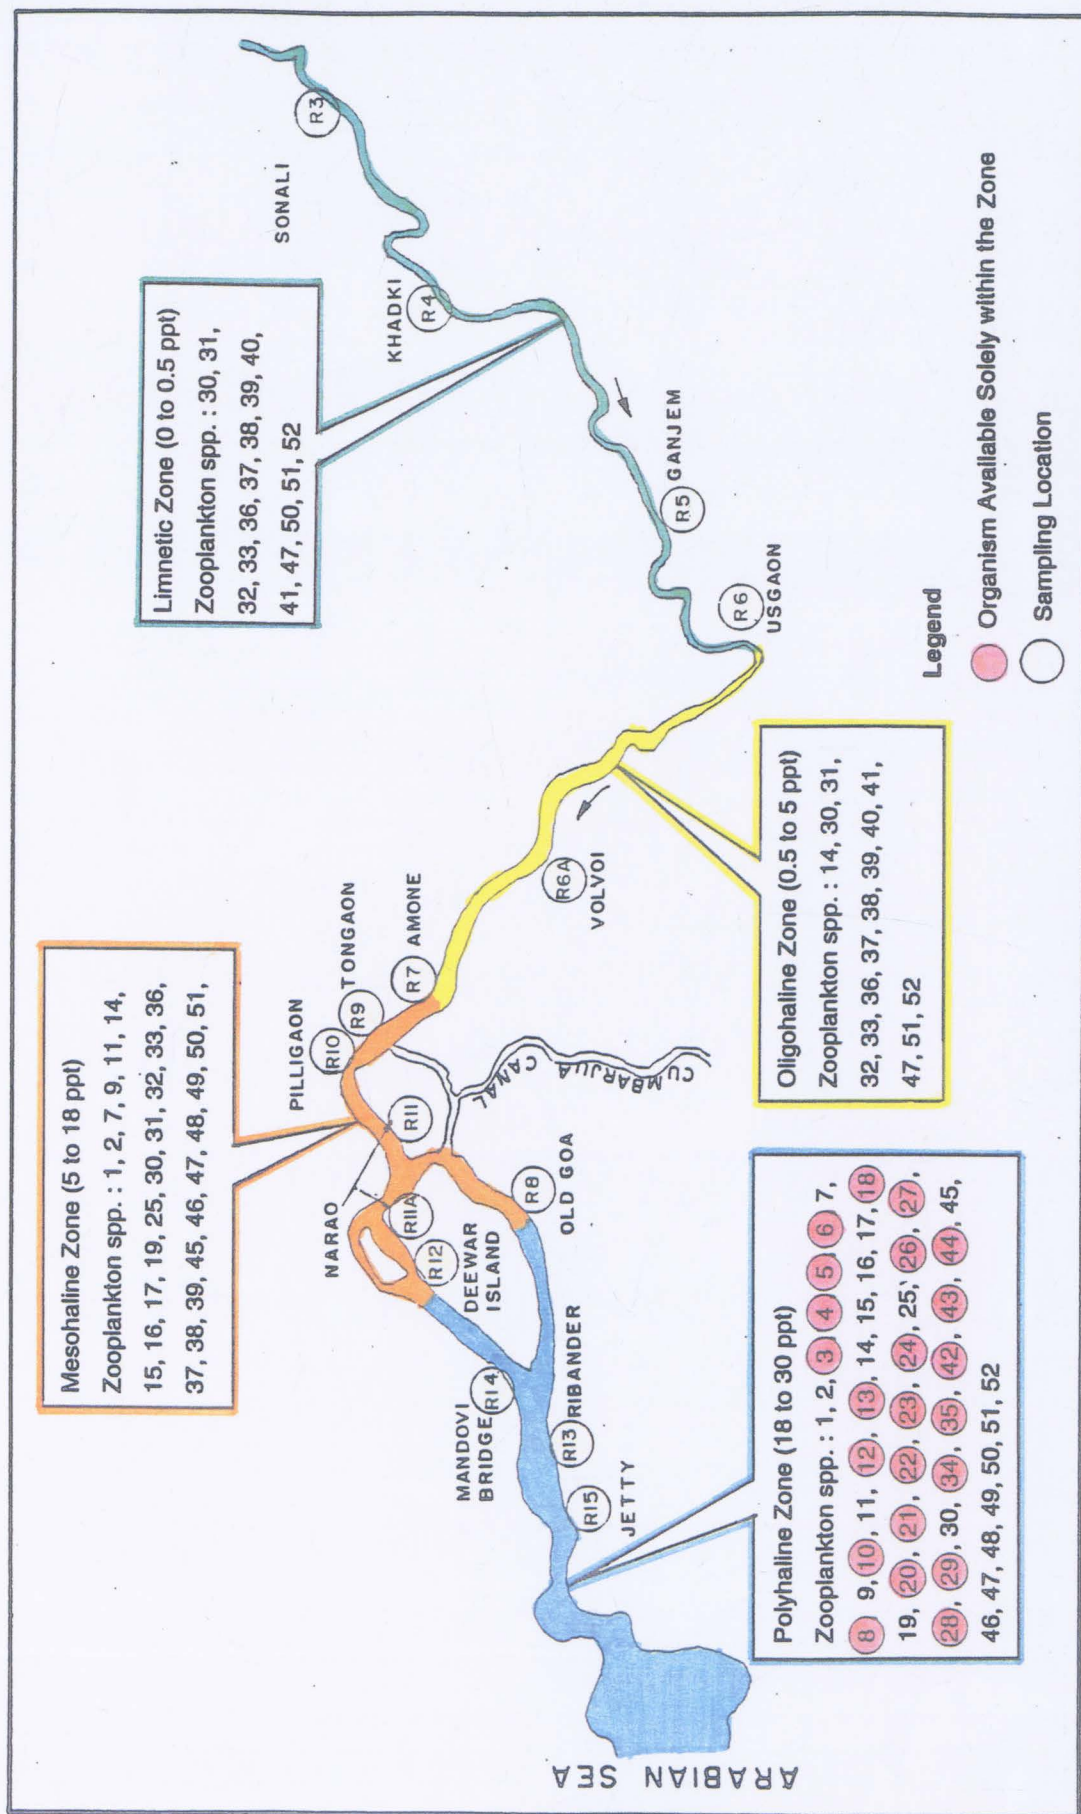 Mesohaline Zone (5 to 18 ppt)
Zooplankton spp. : 1, 2, 7, 9, 11, 14,
15, 16, 17, 19, 25, 30, 31, 32, 33, 36,
37, 38, 39, 45, 46, 47, 48, 49, 50, 51,
Limnetic Zone (0 to 0.5 ppt)
Zooplankton spp. : 30, 31,
32, 33, 36, 37, 38, 39, 40,
41, 47, 50, 51, 52
SONALI
R3
KHADKI
R4
R5 GANJEM
R6
USGAON
PILLIGAON
R10
R9 TONGAON
R7 AMONE
R6A
VOLVOI
NARAO
R11
R11A
R12
DEEWAR
ISLAND
R8
OLD GOA
CUMBARJUA
CANAL
MANDOVI
BRIDGE
R14
R13 RIBANDER
R15
JETTY
ARABIAN SEA
Polyhaline Zone (18 to 30 ppt)
Zooplankton spp. : 1, 2, 3, 4, 5, 6, 7,
8, 9, 10, 11, 12, 13, 14, 15, 16, 17, 18
19, 20, 21, 22, 23, 24, 25, 26, 27,
28, 29, 30, 34, 35, 42, 43, 44, 45,
46, 47, 48, 49, 50, 51, 52
Oligohaline Zone (0.5 to 5 ppt)
Zooplankton spp. : 14, 30, 31,
32, 33, 36, 37, 38, 39, 40, 41,
47, 51, 52
Legend
Organism Available Solely within the Zone
Sampling Location